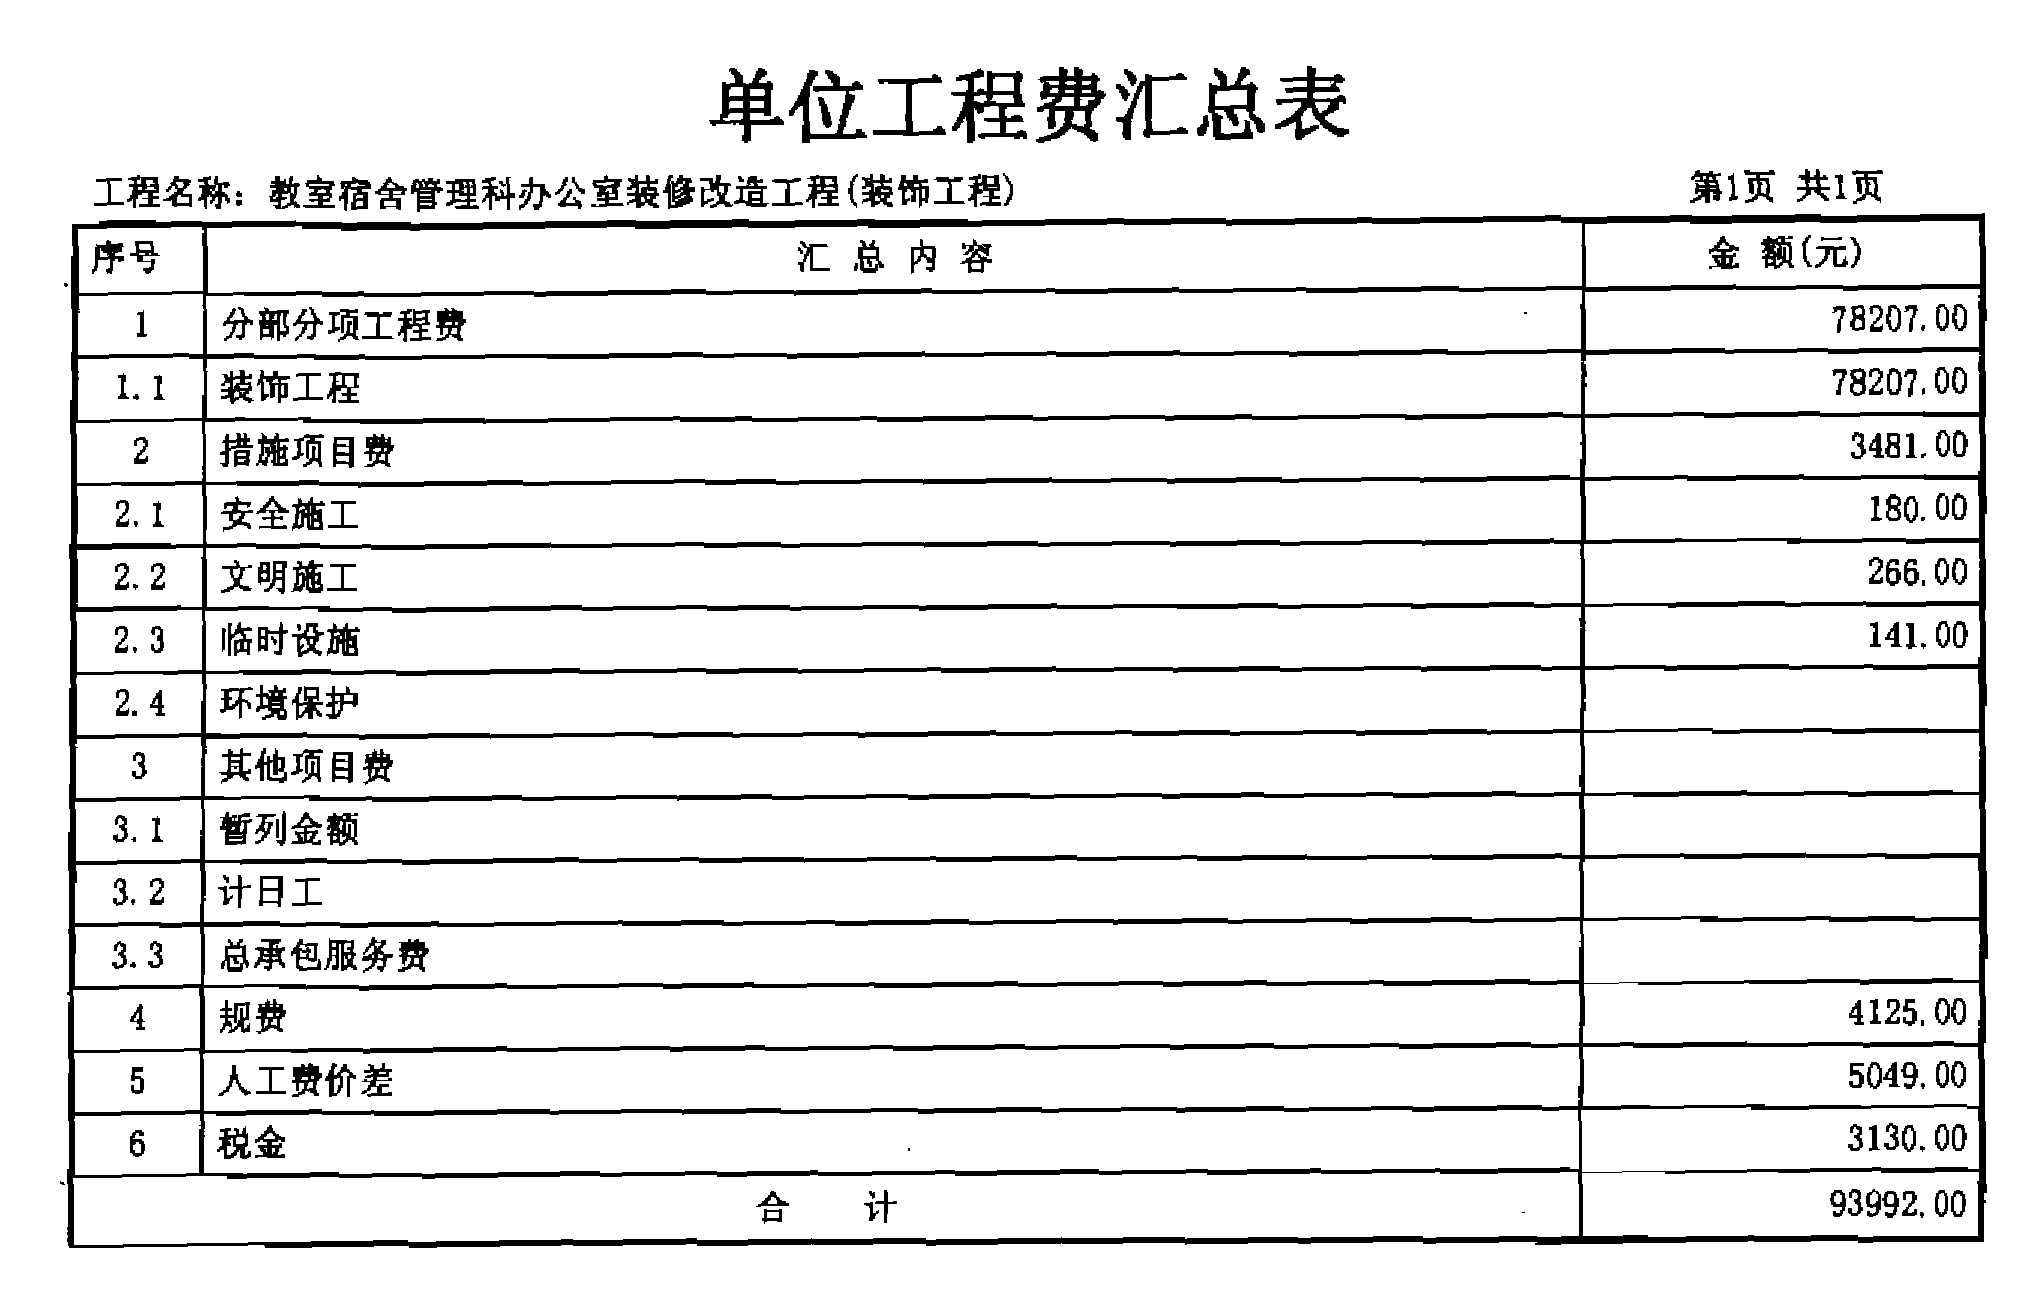 单位工程费汇总表
工程名称：教室宿舍管理科办公室装修改造工程(装饰工程) 第1页 共1页
序号 汇总内容 金额(元)
1 分部分项工程费 78207.00
1.1 装饰工程 78207.00
2 措施项目费 3481.00
2.1 安全施工 180.00
2.2 文明施工 266.00
2.3 临时设施 141.00
2.4 环境保护
3 其他项目费
3.1 暂列金额
3.2 计日工
3.3 总承包服务费
4 规费 4125.00
5 人工费价差 5049.00
6 税金 3130.00
合计 93992.00